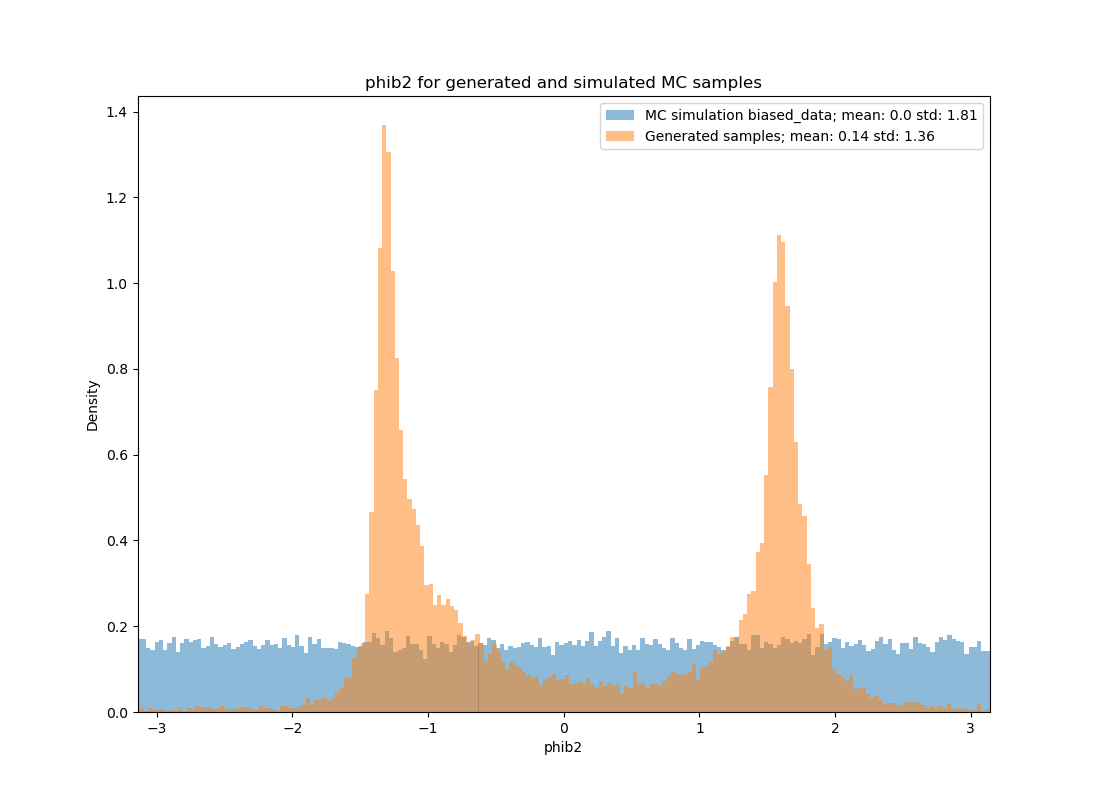 phib2 for generated and simulated MC samples
MC simulation biased_data; mean: 0.0 std: 1.81
Generated samples; mean: 0.14 std: 1.36
Density
1.4
1.2
1.0
0.8
0.6
0.4
0.2
0.0
−3 −2 −1 0 1 2 3
phib2